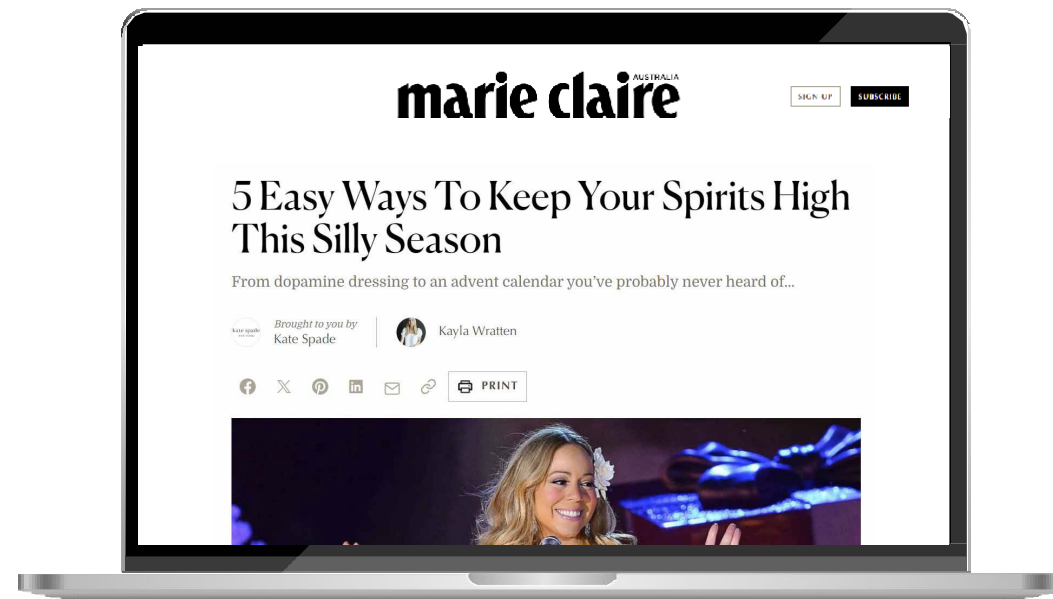 AUSTRALIA
marie claire
SIGN UP
SUBSCRIBE
5 Easy Ways To Keep Your Spirits High
This Silly Season
From dopamine dressing to an advent calendar you've probably never heard of...
kate spade
Brought to you by
Kate Spade
Kayla Wratten
PRINT